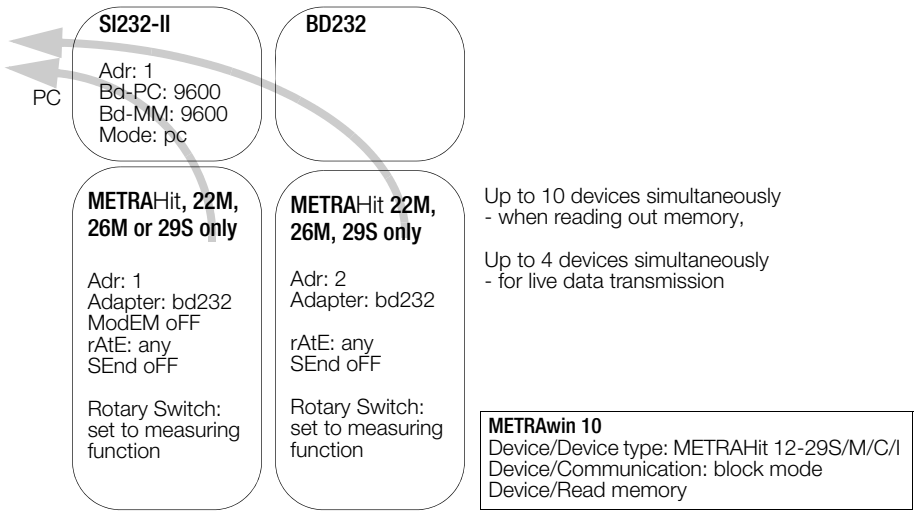 SI232-II
Adr: 1
Bd-PC: 9600
Bd-MM: 9600
Mode: pc
BD232
PC
METRAHit, 22M,
26M or 29S only
Adr: 1
Adapter: bd232
ModEM oFF
rAtE: any
SEnd oFF
Rotary Switch:
set to measuring
function
METRAHit 22M,
26M, 29S only
Adr: 2
Adapter: bd232
rAtE: any
SEnd oFF
Rotary Switch:
set to measuring
function
Up to 10 devices simultaneously
- when reading out memory,
Up to 4 devices simultaneously
- for live data transmission
METRAwin 10
Device/Device type: METRAHit 12-29S/M/C/I
Device/Communication: block mode
Device/Read memory